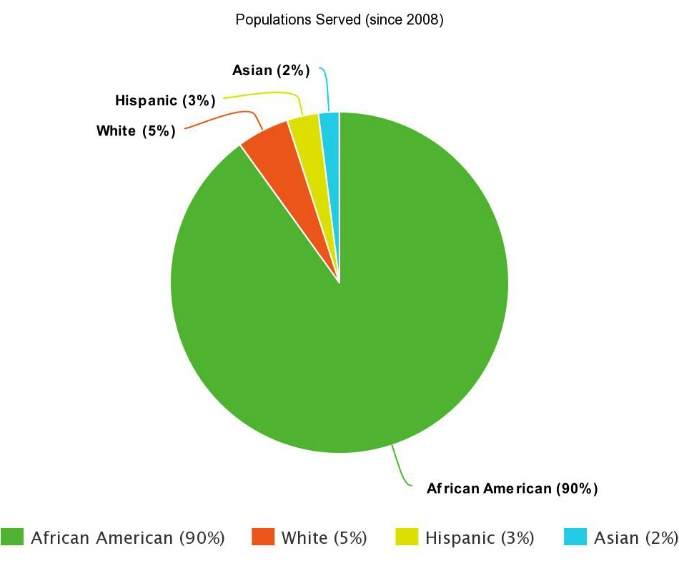 Populations Served (since 2008)
Asian (2%)
Hispanic (3%)
White (5%)
African American (90%)
African American (90%)
White (5%)
Hispanic (3%)
Asian (2%)